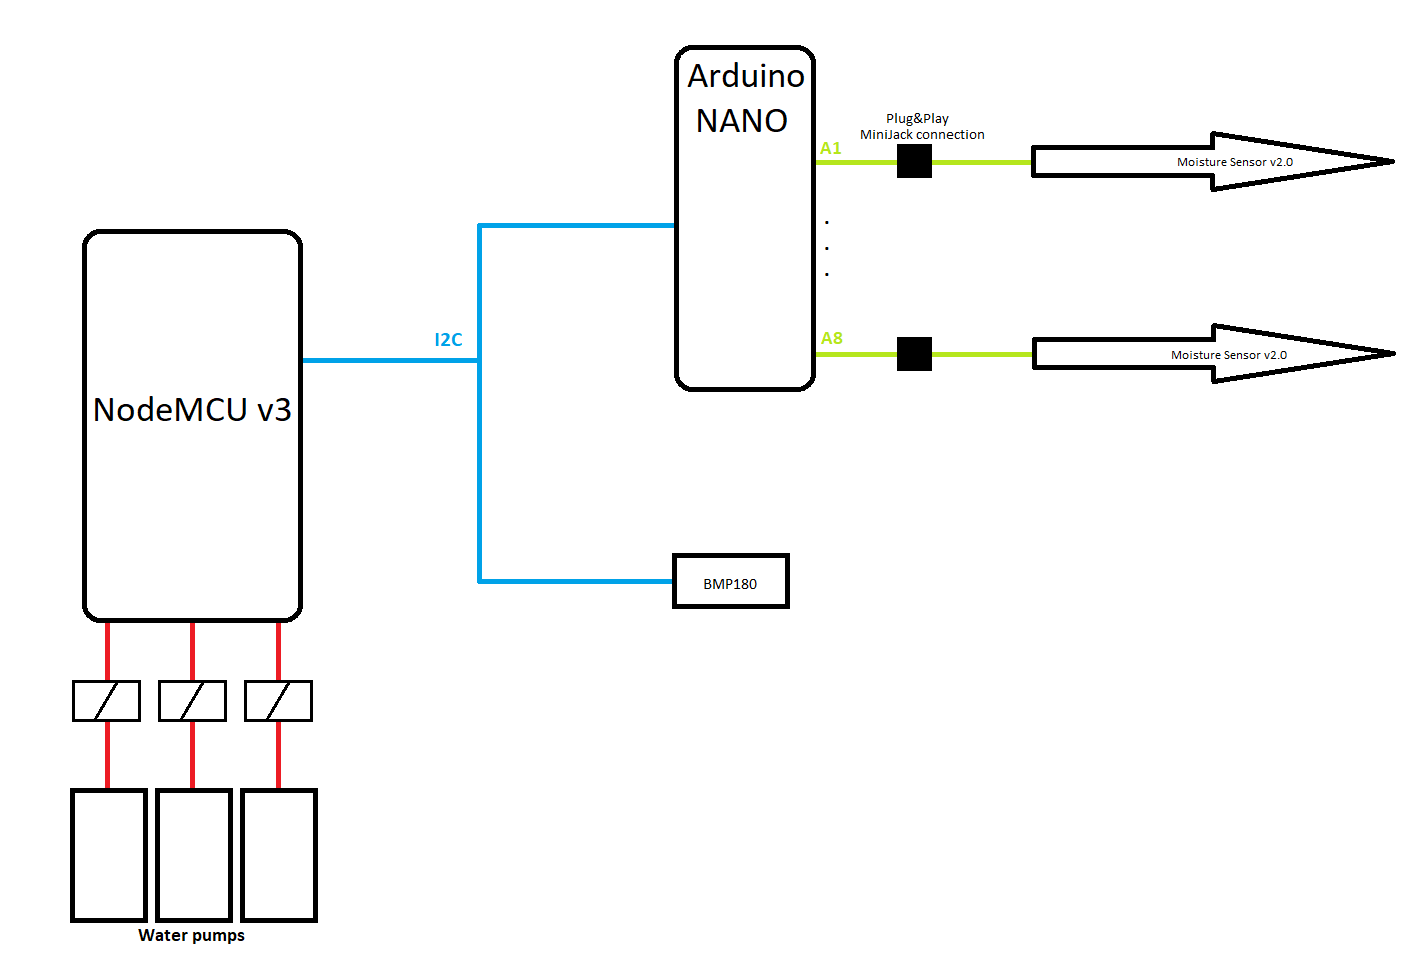 Arduino
NANO
Plug&Play
MiniJack connection
A1
Moisture Sensor v2.0
.
.
.
I2C
A8
Moisture Sensor v2.0
NodeMCU v3
BMP180
Water pumps